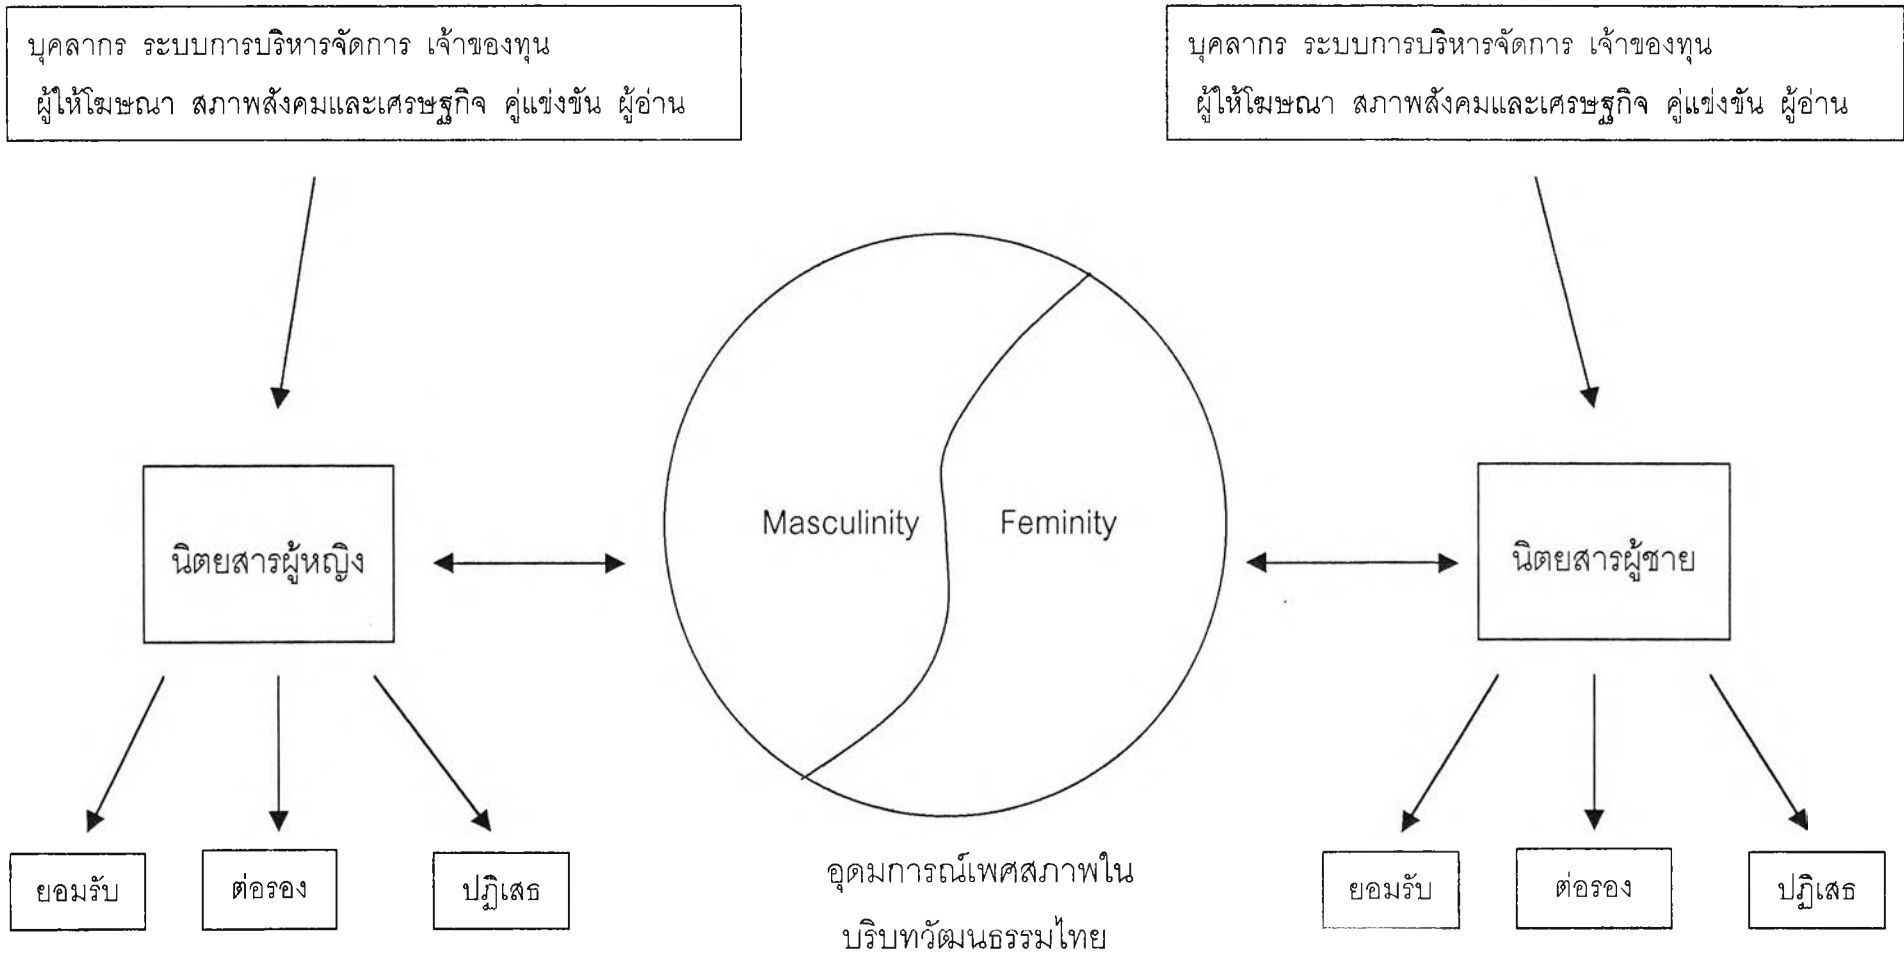 บุคลากร ระบบการบริหารจัดการ เจ้าของทุน
ผู้ให้โฆษณา สภาพสังคมและเศรษฐกิจ คู่แข่งขัน ผู้อ่าน
บุคลากร ระบบการบริหารจัดการ เจ้าของทุน
ผู้ให้โฆษณา สภาพสังคมและเศรษฐกิจ คู่แข่งขัน ผู้อ่าน
นิตยสารผู้หญิง
Masculinity
Feminity
นิตยสารผู้ชาย
ยอมรับ
ต่อรอง
ปฏิเสธ
อุดมการณ์เพศสภาพใน
บริบทวัฒนธรรมไทย
ยอมรับ
ต่อรอง
ปฏิเสธ